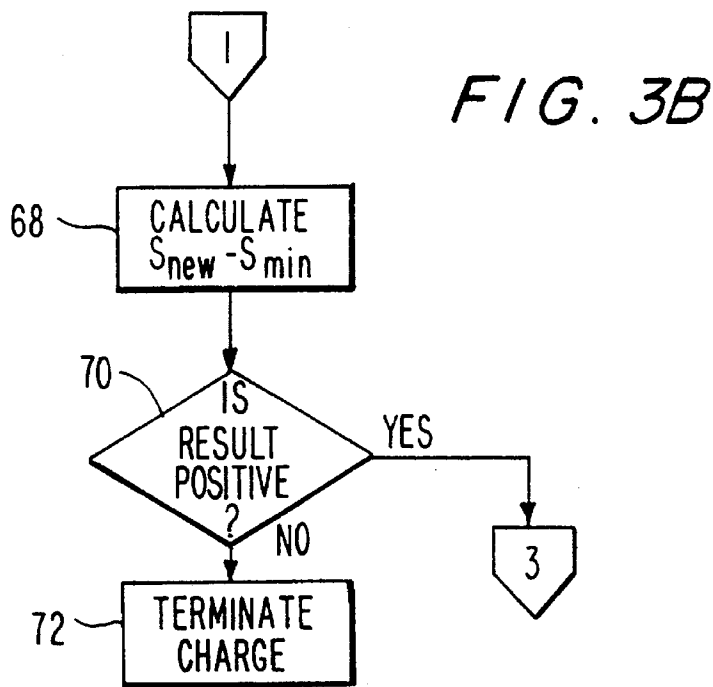 1
FIG. 3B
68
CALCULATE
Snew -Smin
70
IS
RESULT
POSITIVE
?
YES
NO
3
72
TERMINATE
CHARGE